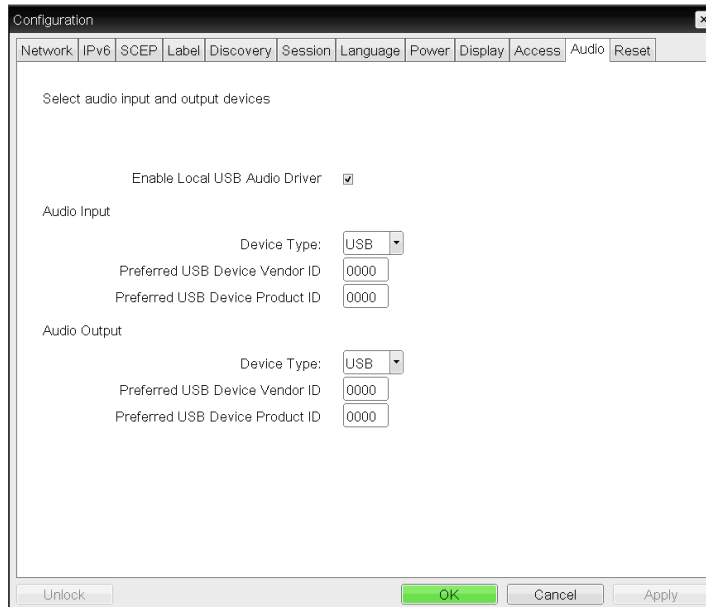 Configuration
Network IPv6 SCEP Label Discovery Session Language Power Display Access Audio Reset
Select audio input and output devices
Enable Local USB Audio Driver
Audio Input
Device Type: USB
Preferred USB Device Vendor ID 0000
Preferred USB Device Product ID 0000
Audio Output
Device Type: USB
Preferred USB Device Vendor ID 0000
Preferred USB Device Product ID 0000
Unlock OK Cancel Apply